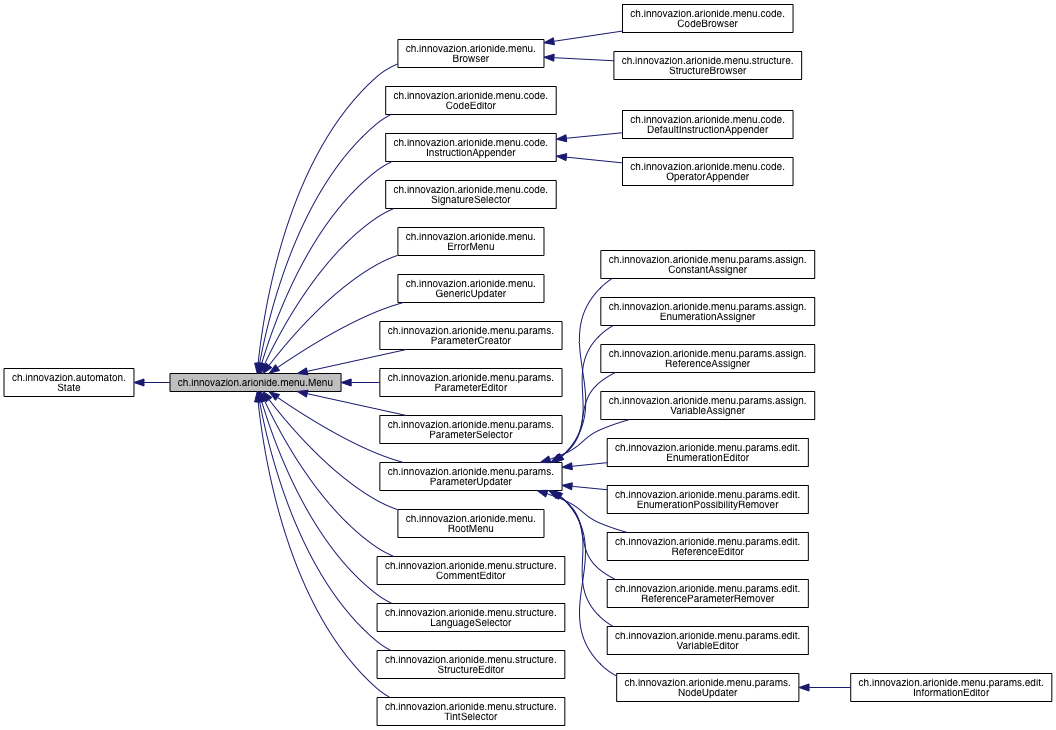 ch.innovazion.automaton.
State
ch.innovazion.arionide.menu.Menu
ch.innovazion.arionide.menu.
Browser
ch.innovazion.arionide.menu.code.
CodeEditor
ch.innovazion.arionide.menu.code.
InstructionAppender
ch.innovazion.arionide.menu.code.
SignatureSelector
ch.innovazion.arionide.menu.
ErrorMenu
ch.innovazion.arionide.menu.
GenericUpdater
ch.innovazion.arionide.menu.params.
ParameterCreator
ch.innovazion.arionide.menu.params.
ParameterEditor
ch.innovazion.arionide.menu.params.
ParameterSelector
ch.innovazion.arionide.menu.params.
ParameterUpdater
ch.innovazion.arionide.menu.
RootMenu
ch.innovazion.arionide.menu.structure.
CommentEditor
ch.innovazion.arionide.menu.structure.
LanguageSelector
ch.innovazion.arionide.menu.structure.
StructureEditor
ch.innovazion.arionide.menu.structure.
TintSelector
ch.innovazion.arionide.menu.code.
CodeBrowser
ch.innovazion.arionide.menu.structure.
StructureBrowser
ch.innovazion.arionide.menu.code.
DefaultInstructionAppender
ch.innovazion.arionide.menu.code.
OperatorAppender
ch.innovazion.arionide.menu.params.assign.
ConstantAssigner
ch.innovazion.arionide.menu.params.assign.
EnumerationAssigner
ch.innovazion.arionide.menu.params.assign.
ReferenceAssigner
ch.innovazion.arionide.menu.params.assign.
VariableAssigner
ch.innovazion.arionide.menu.params.edit.
EnumerationEditor
ch.innovazion.arionide.menu.params.edit.
EnumerationPossibilityRemover
ch.innovazion.arionide.menu.params.edit.
ReferenceEditor
ch.innovazion.arionide.menu.params.edit.
ReferenceParameterRemover
ch.innovazion.arionide.menu.params.edit.
VariableEditor
ch.innovazion.arionide.menu.params.
NodeUpdater
ch.innovazion.arionide.menu.params.edit.
InformationEditor